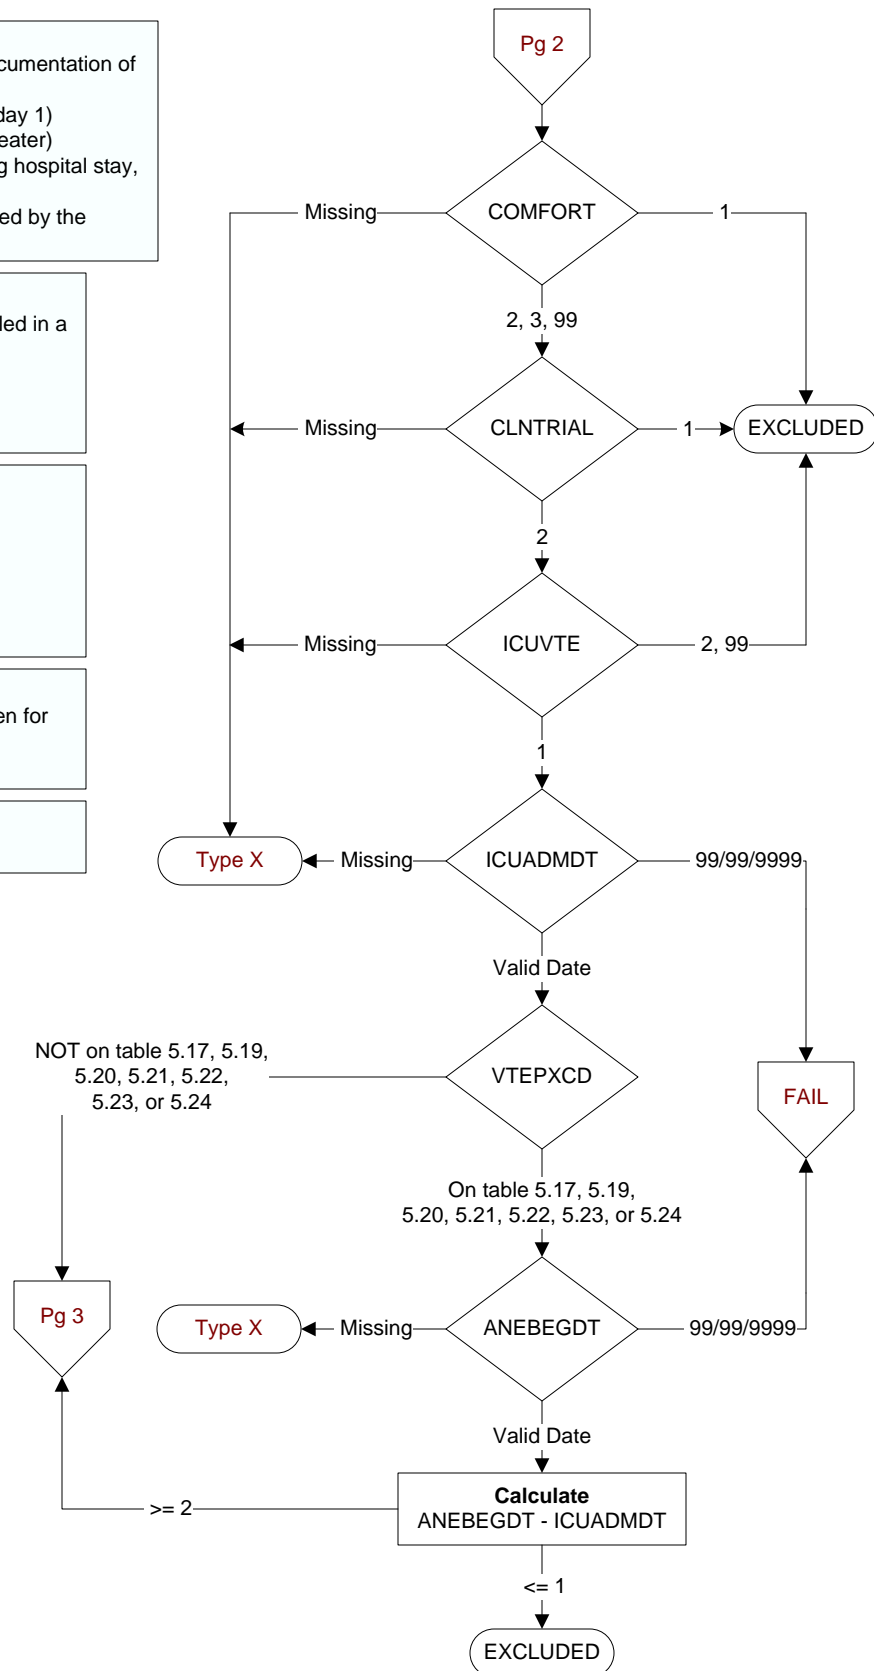 Pg 2
cumentation of
day 1)
eater)
g hospital stay,
ed by the
COMFORT
Missing
1
led in a
2, 3, 99
CLNTRIAL
Missing
1
EXCLUDED
2
ICUVTE
Missing
2, 99
en for
1
ICUADMDT
Type X
Missing
99/99/9999
Valid Date
NOT on table 5.17, 5.19,
5.20, 5.21, 5.22,
5.23, or 5.24
VTEPXCD
FAIL
On table 5.17, 5.19,
5.20, 5.21, 5.22, 5.23, or 5.24
Pg 3
Type X
Missing
ANEBEGDT
99/99/9999
Valid Date
Calculate
ANEBEGDT - ICUADMDT
>= 2
<= 1
EXCLUDED